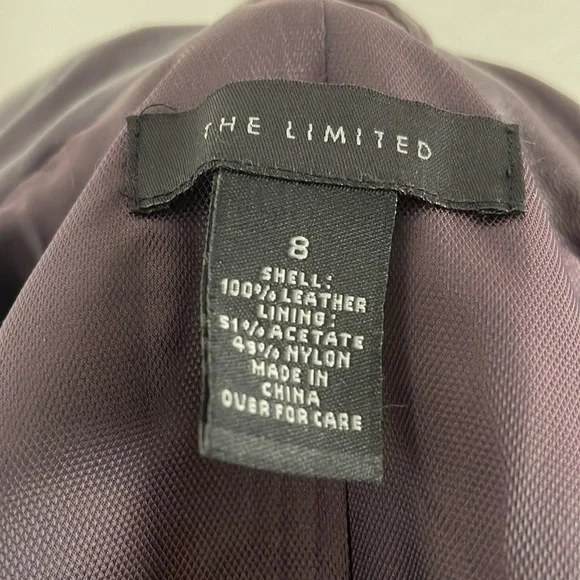 THE LIMITED
8
SHELL:
100% LEATHER
LINING:
51% ACETATE
49% NYLON
MADE IN
CHINA
OVER FOR CARE